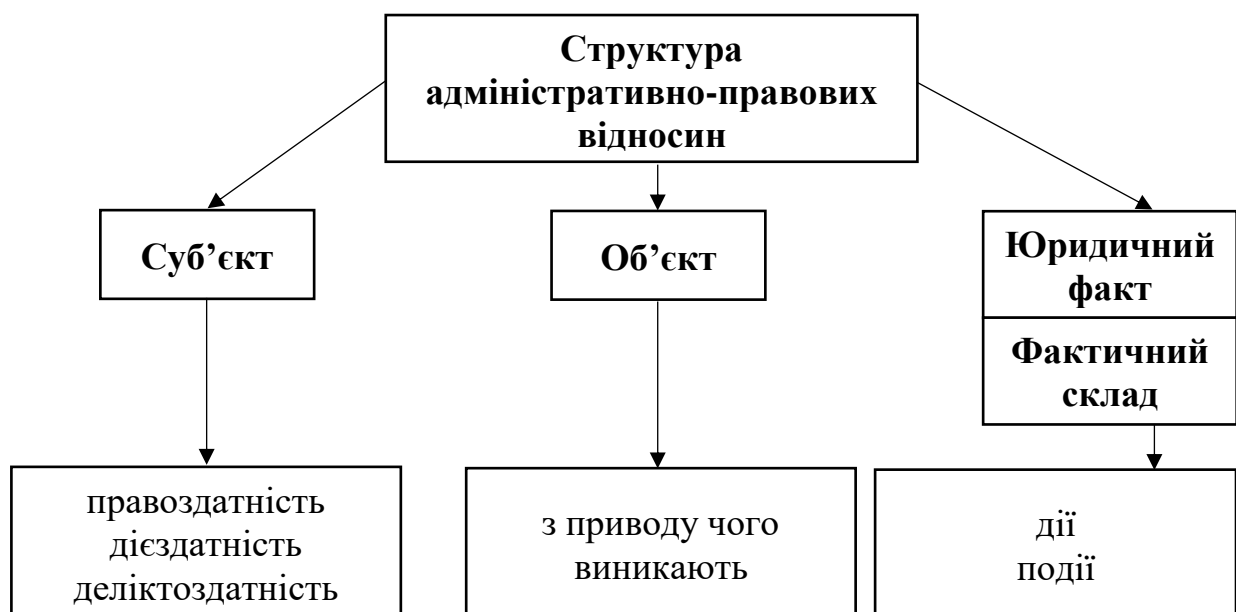 Структура
адміністративно-правових
відносин
Суб’єкт
Об’єкт
Юридичний
факт
Фактичний
склад
правоздатність
дієздатність
деліктоздатність
з приводу чого
виникають
дії
події